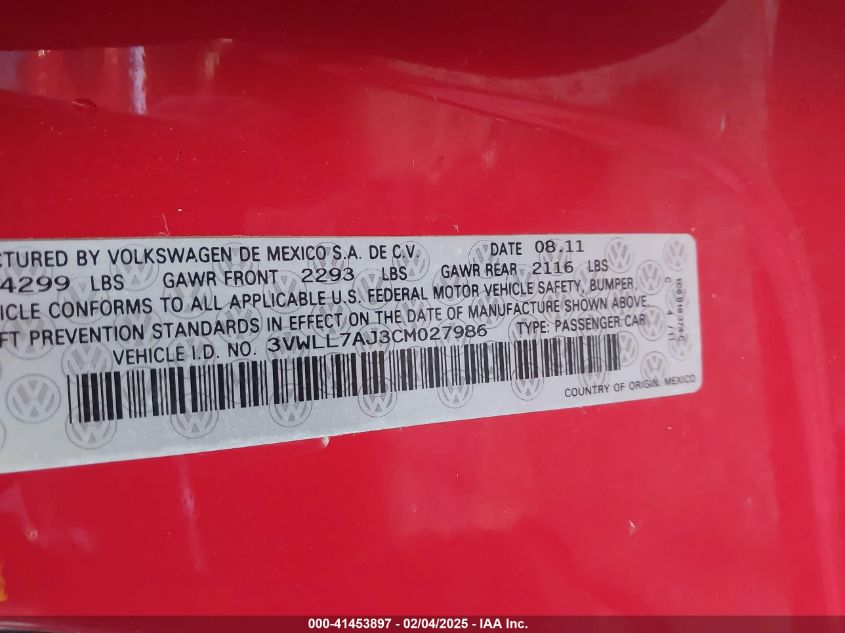 CTURED BY VOLKSWAGEN DE MEXICO S.A. DE C.V. DATE 08.11
4299 LBS GAWR FRONT 2293 LBS GAWR REAR 2116 LBS
ICLE CONFORMS TO ALL APPLICABLE U.S. FEDERAL MOTOR VEHICLE SAFETY, BUMPER,
FT PREVENTION STANDARDS IN EFFECT ON THE DATE OF MANUFACTURE SHOWN ABOVE.
VEHICLE I.D. NO. 3VWLL7AJ3CM027986 TYPE: PASSENGER CAR
COUNTRY OF ORIGIN: MEXICO
000-41453897 - 02/04/2025 - IAA Inc.